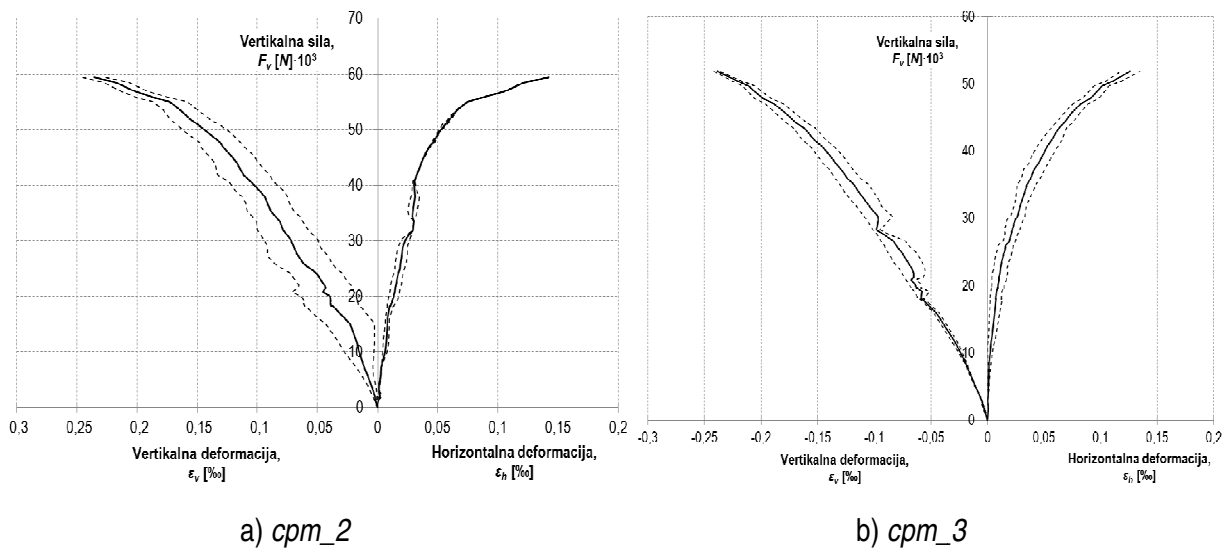 70
Vertikalna sila,
F_v [N]·10³
60
50
40
30
20
10
0
0,3 0,25 0,2 0,15 0,1 0,05 0 0,05 0,1 0,15 0,2
Vertikalna deformacija,
ε_v [‰]
Horizontalna deformacija,
ε_h [‰]
a) cpm_2
60
Vertikalna sila,
F_v [N]·10³
50
40
30
20
10
0
-0,3 -0,25 -0,2 -0,15 -0,1 -0,05 0 0,05 0,1 0,15 0,2
Vertikalna deformacija,
ε_v [‰]
Horizontalna deformacija,
ε_h [‰]
b) cpm_3